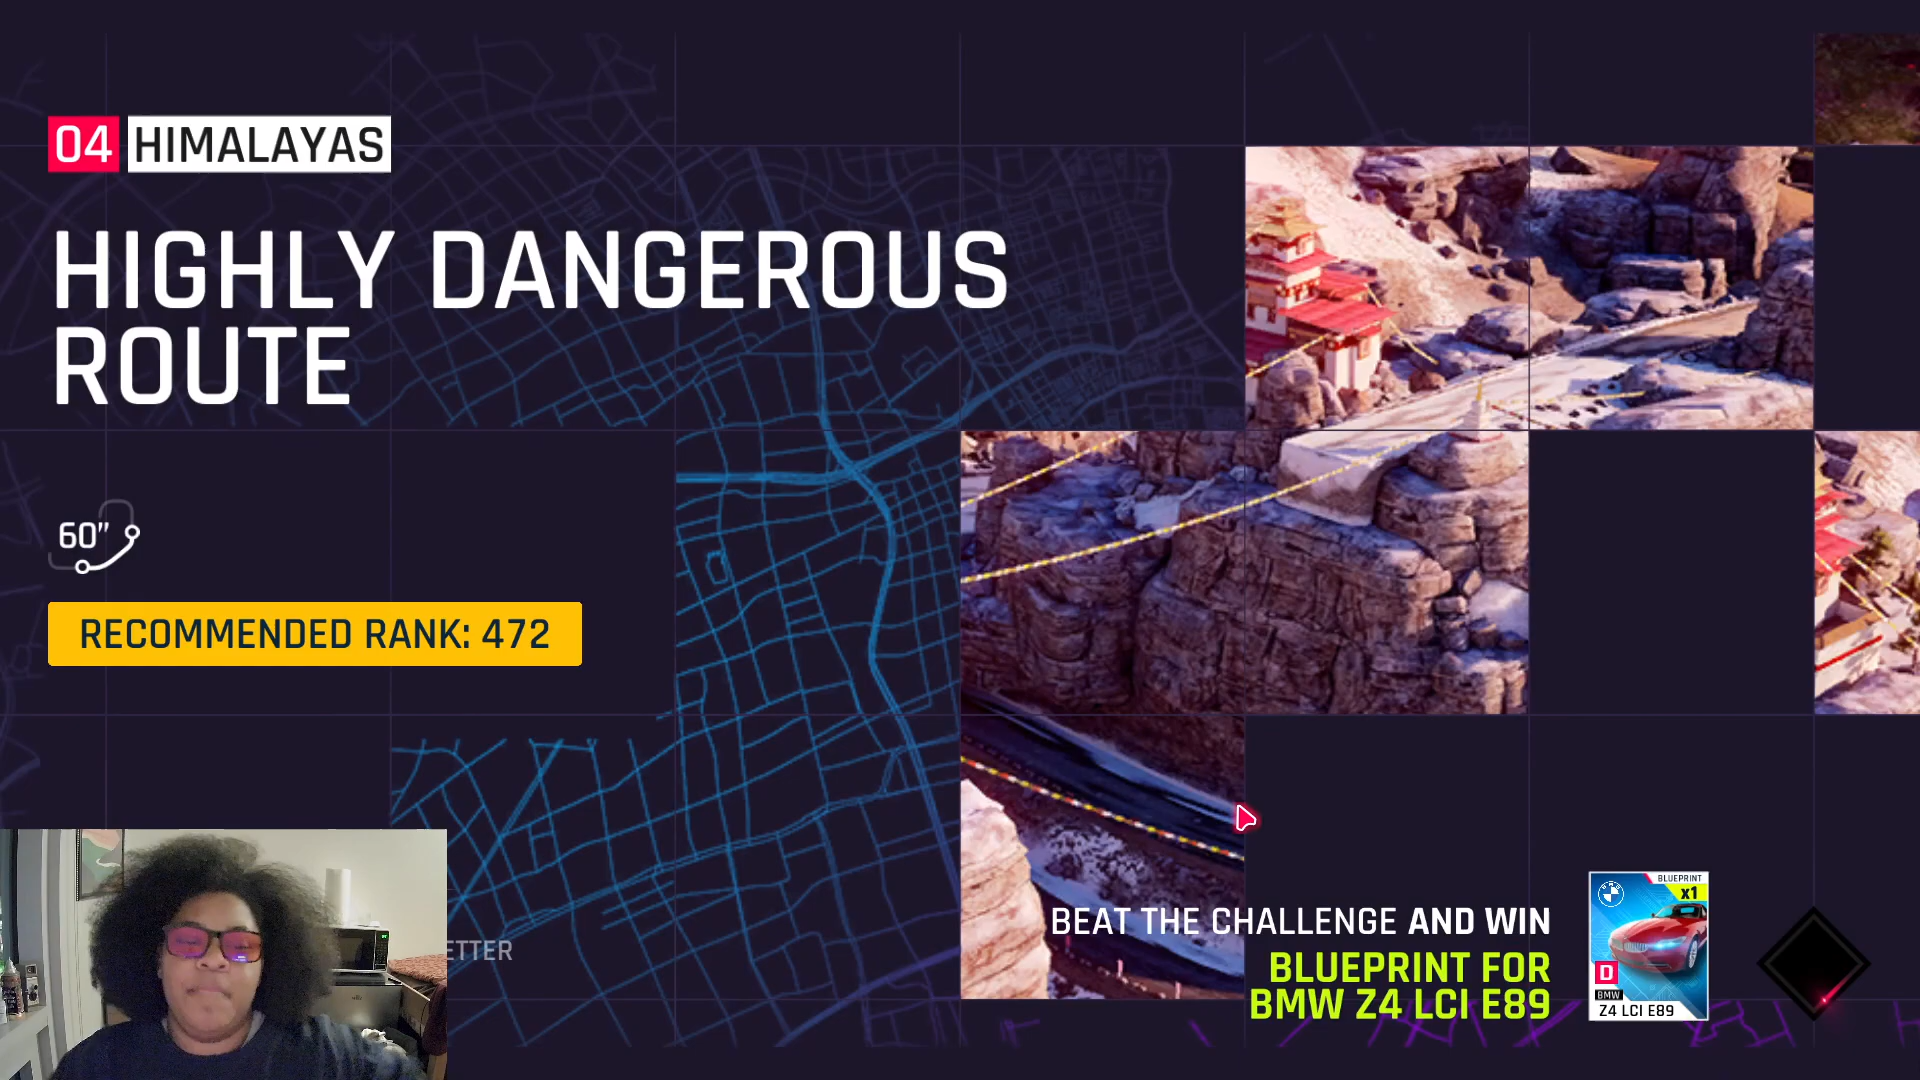 04 HIMALAYAS
HIGHLY DANGEROUS
ROUTE
60"
RECOMMENDED RANK: 472
ETTER
BEAT THE CHALLENGE AND WIN
BLUEPRINT FOR
BMW Z4 LCI E89
BLUEPRINT
X1
D
BMW
Z4 LCI E89